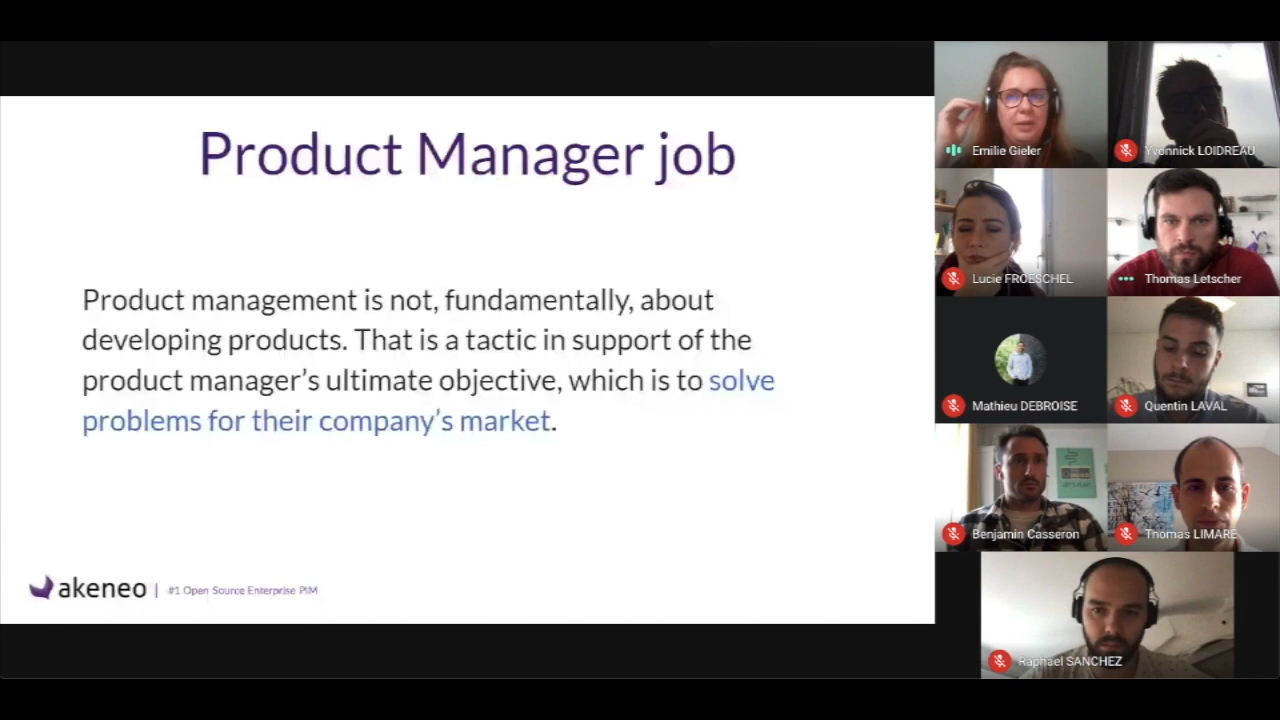 Product Manager job
Product management is not, fundamentally, about
developing products. That is a tactic in support of the
product manager's ultimate objective, which is to solve
problems for their company's market.
akeneo | #1 Open Source Enterprise PIM
Emilie Gieler
Yvonnick LOIDREAU
Lucie FROESCHEL
Thomas Letscher
Mathieu DEBROISE
Quentin LAVAL
Benjamin Casseron
Thomas LIMARE
Raphael SANCHEZ